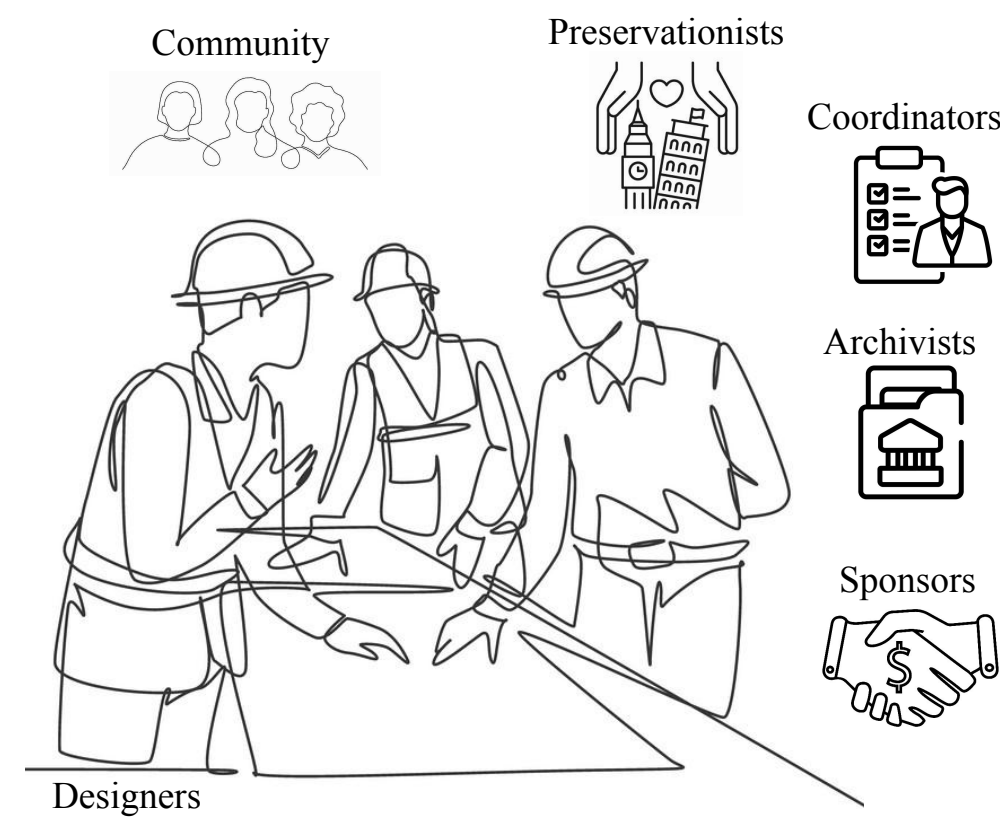 Community
Preservationists
Coordinators
Archivists
Sponsors
$
Designers